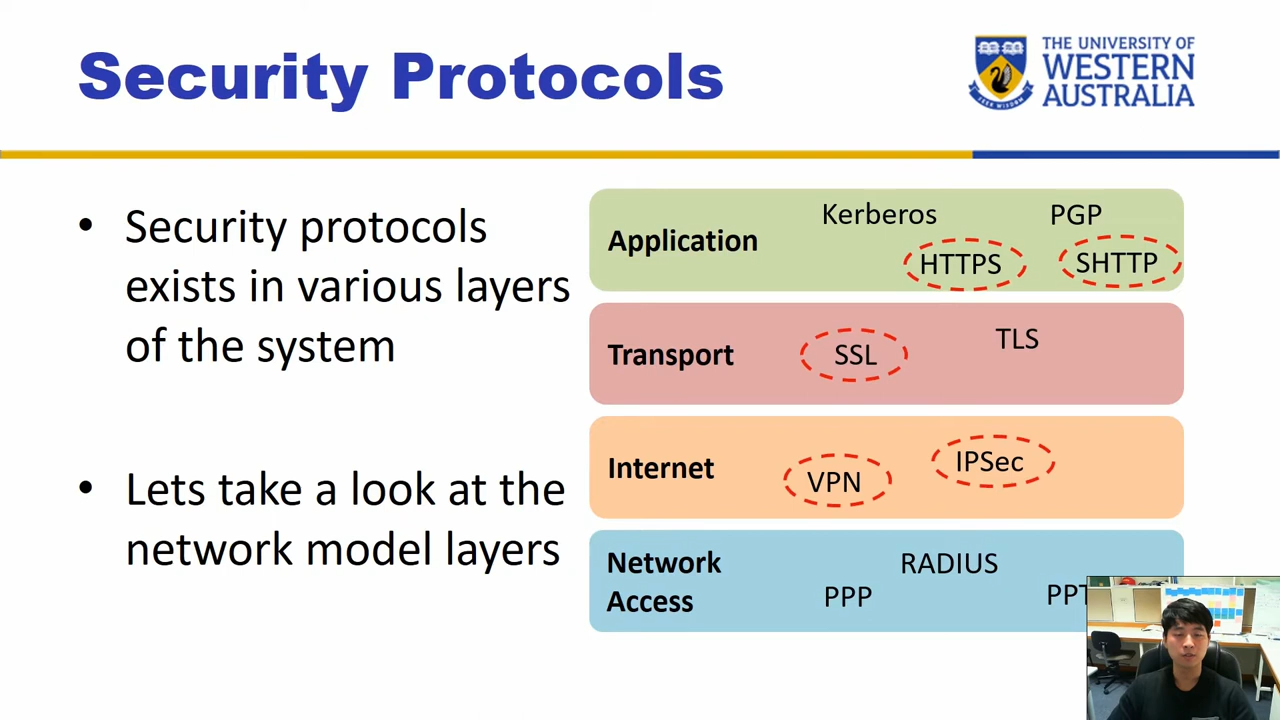 Security Protocols
THE UNIVERSITY OF
WESTERN
AUSTRALIA
• Security protocols
exists in various layers
of the system
• Lets take a look at the
network model layers
Application
Kerberos
PGP
HTTPS
SHTTP
Transport
SSL
TLS
Internet
VPN
IPSec
Network
Access
RADIUS
PPP